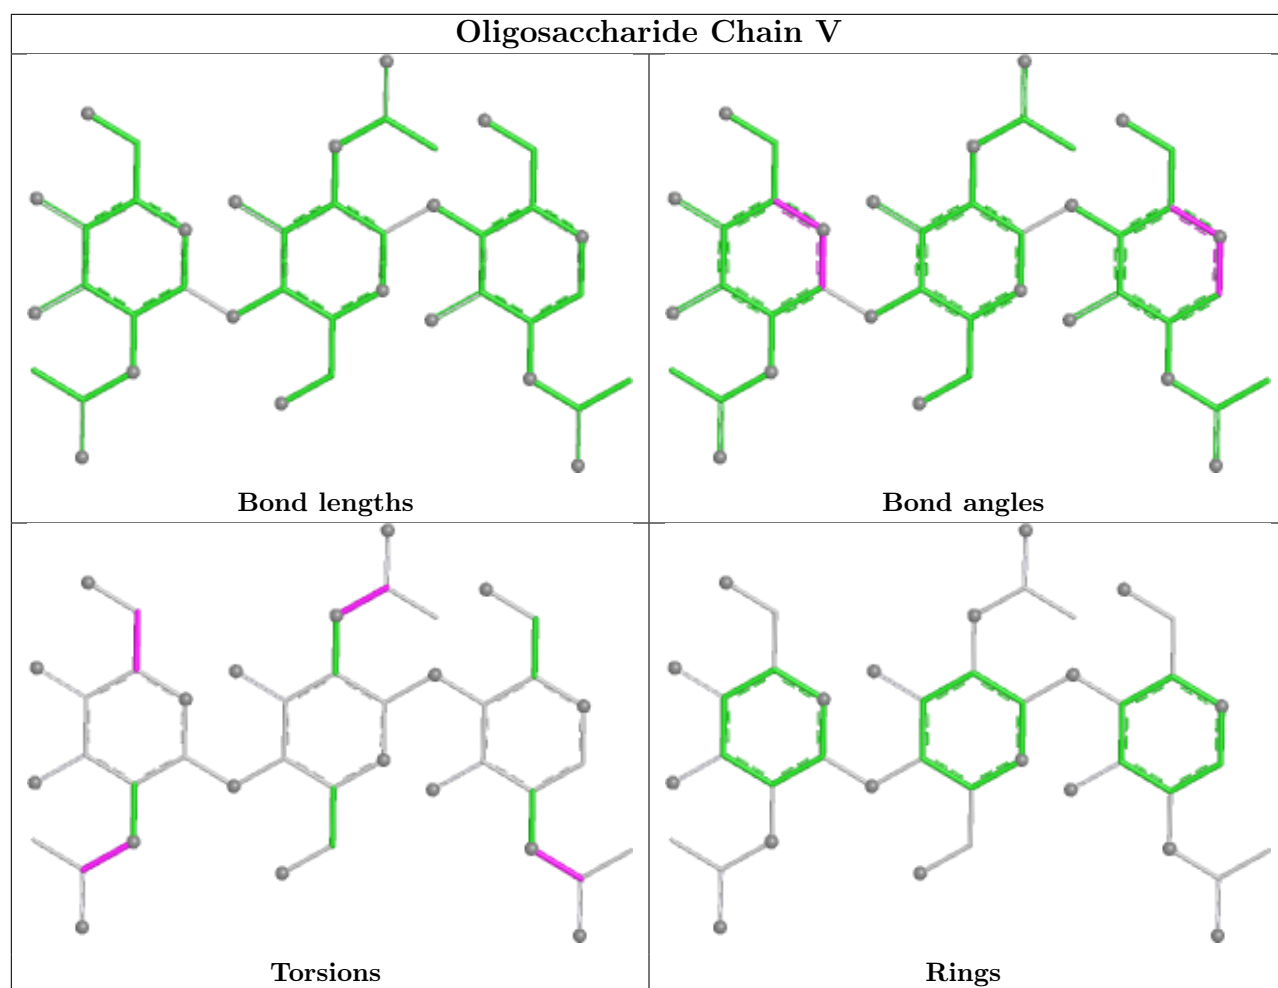 Oligosaccharide Chain V
Bond lengths
Bond angles
Torsions
Rings